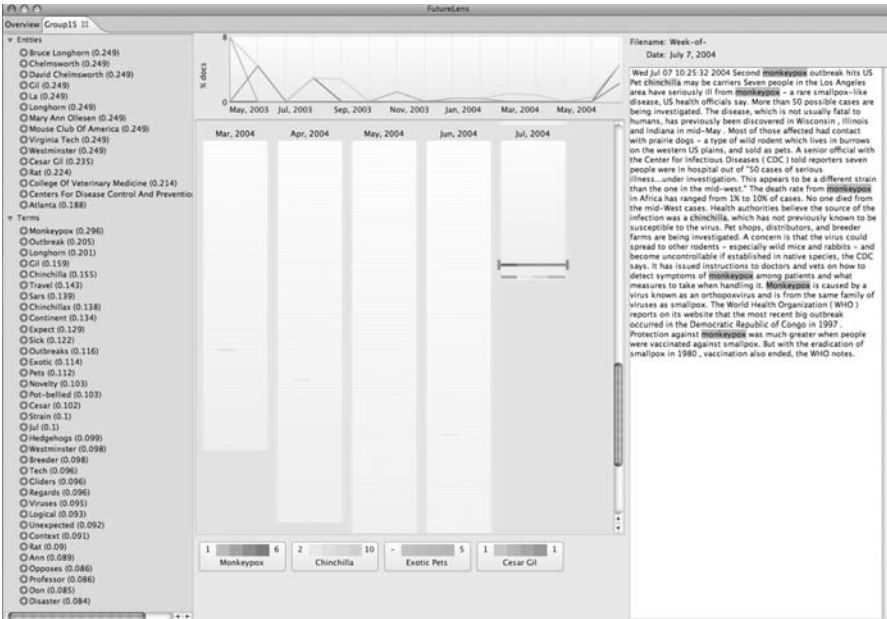 FutureLens
Overview Group15
Entties
Bruce Longhorn (0.249)
Chelmsworth (0.249)
David Chelmsworth (0.249)
Gil (0.249)
La (0.249)
Longhorn (0.249)
Mary Ann Ollesen (0.249)
Mouse Club Of America (0.249)
Virginia Tech (0.249)
Westminster (0.249)
Cesar Gil (0.235)
Rat (0.224)
College Of Veterinary Medicine (0.214)
Centers For Disease Control And Preventio
Atlanta (0.188)
Terms
Monkeypox (0.296)
Outbreak (0.205)
Longhorn (0.201)
Gil (0.159)
Chinchilla (0.155)
Travel (0.143)
Sars (0.139)
Chinchillas (0.138)
Continent (0.134)
Expect (0.129)
Sick (0.122)
Outbreaks (0.116)
Exotic (0.114)
Pets (0.112)
Novelty (0.103)
Pot-bellied (0.103)
Cesar (0.102)
Strain (0.1)
Jul (0.1)
Hedgehogs (0.099)
Westminster (0.098)
Breeder (0.098)
Tech (0.096)
Gliders (0.096)
Regards (0.096)
Viruses (0.095)
Logical (0.093)
Unexpected (0.092)
Context (0.091)
Rat (0.09)
Ann (0.089)
Opposes (0.086)
Professor (0.086)
Don (0.085)
Disaster (0.084)
8
% docs
0
May, 2003 Jul, 2003 Sep, 2003 Nov, 2003 Jan, 2004 Mar, 2004 May, 2004
Mar, 2004 Apr, 2004 May, 2004 Jun, 2004 Jul, 2004
1 6 2 10 - 5 1 1
Monkeypox Chinchilla Exotic Pets Cesar Gil
Filename: Week-of-
Date: July 7, 2004
Wed Jul 07 10:25:32 2004 Second monkeypox outbreak hits US
Pet chinchilla may be carriers Seven people in the Los Angeles
area have seriously ill from monkeypox - a rare smallpox-like
disease, US health officials say. More than 50 possible cases are
being investigated. The disease, which is not usually fatal to
humans, has previously been discovered in Wisconsin , Illinois
and Indiana in mid-May . Most of those affected had contact
with prairie dogs - a type of wild rodent which lives in burrows
on the western US plains, and sold as pets. A senior official with
the Center for Infectious Diseases ( CDC ) told reporters seven
people were in hospital out of "50 cases of serious
illness...under investigation. This appears to be a different strain
than the one in the mid-west." The death rate from monkeypox
in Africa has ranged from 1% to 10% of cases. No one died from
the mid-West cases. Health authorities believe the source of the
infection was a chinchilla, which has not previously known to be
susceptible to the virus. Pet shops, distributors, and breeder
farms are being investigated. A concern is that the virus could
spread to other rodents - especially wild mice and rabbits - and
become uncontrollable if established in native species, the CDC
says. It has issued instructions to doctors and vets on how to
detect symptoms of monkeypox among patients and what
measures to take when handling it. Monkeypox is caused by a
virus known as an orthopoxvirus and is from the same family of
viruses as smallpox. The World Health Organization ( WHO )
reports on its website that the most recent big outbreak
occurred in the Democratic Republic of Congo in 1997 .
Protection against monkeypox was much greater when people
were vaccinated against smallpox. But with the eradication of
smallpox in 1980 , vaccination also ended, the WHO notes.